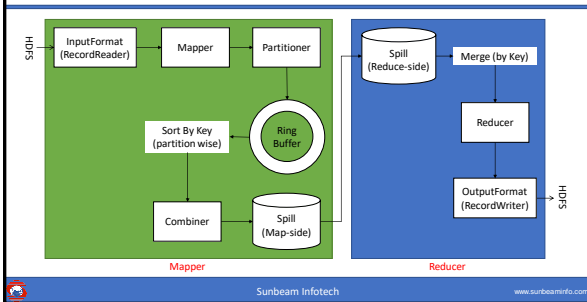 HDFS
InputFormat
(RecordReader)
Mapper
Partitioner
Ring
Buffer
Sort By Key
(partition wise)
Combiner
Spill
(Map-side)
Mapper
Spill
(Reduce-side)
Merge (by Key)
Reducer
OutputFormat
(RecordWriter)
HDFS
Reducer
Sunbeam Infotech
www.sunbeaminfo.com